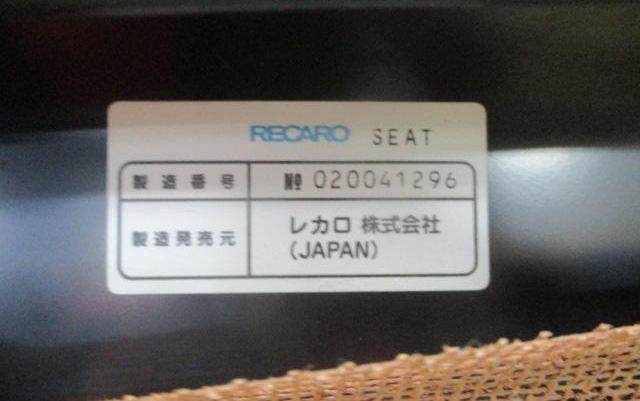 RECARO SEAT
製造番号 № 020041296
製造発売元 レカロ 株式会社
(JAPAN)